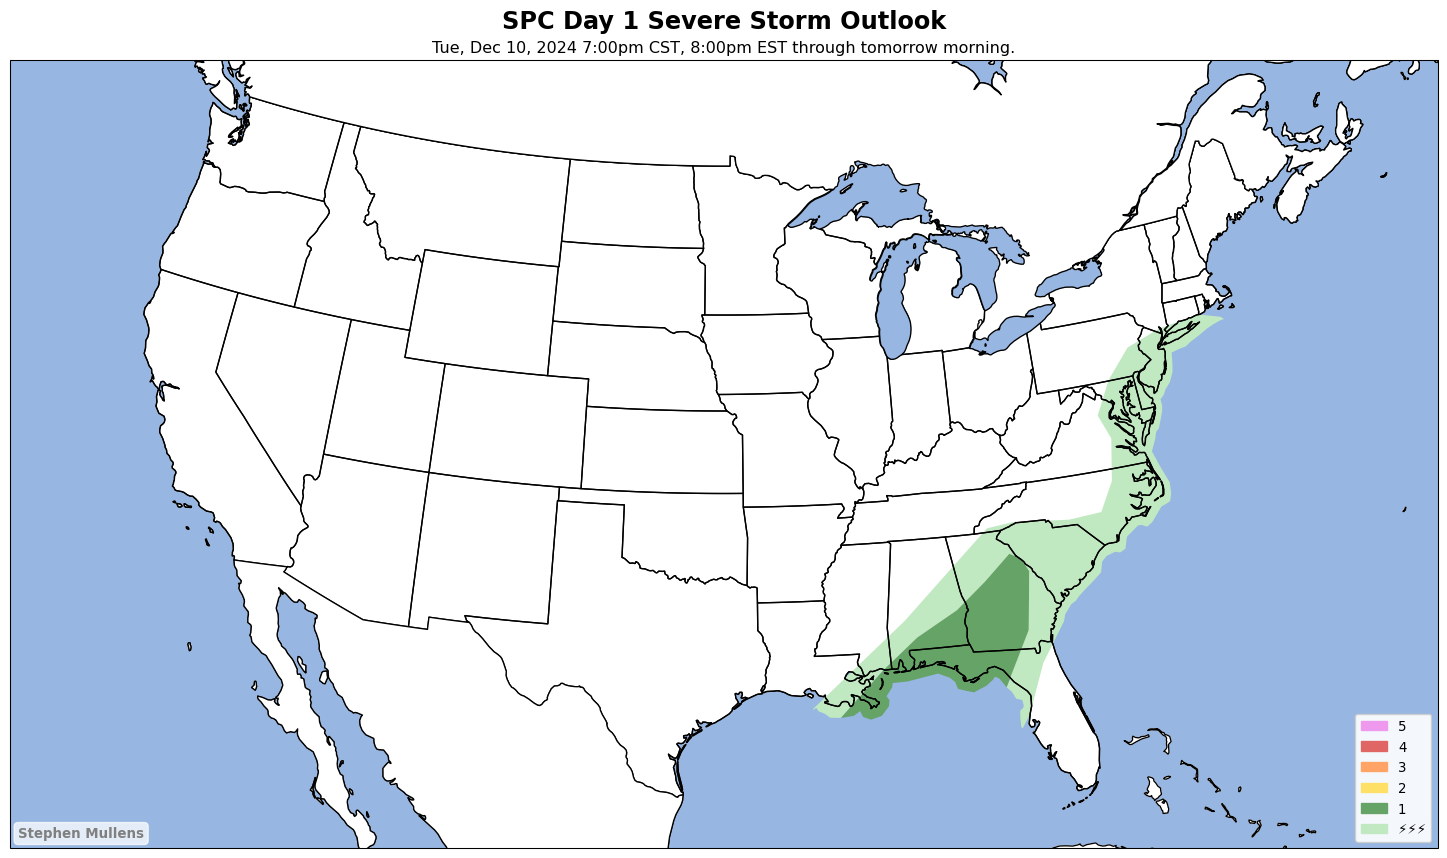 SPC Day 1 Severe Storm Outlook
Tue, Dec 10, 2024 7:00pm CST, 8:00pm EST through tomorrow morning.
5
4
3
2
1
⚡⚡⚡
Stephen Mullens